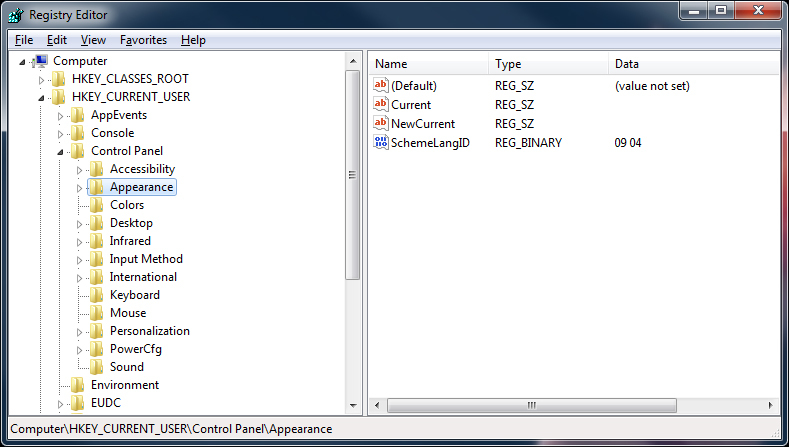 Registry Editor
File Edit View Favorites Help
Computer
HKEY_CLASSES_ROOT
HKEY_CURRENT_USER
AppEvents
Console
Control Panel
Accessibility
Appearance
Colors
Desktop
Infrared
Input Method
International
Keyboard
Mouse
Personalization
PowerCfg
Sound
Environment
EUDC
Name Type Data
(Default) REG_SZ (value not set)
Current REG_SZ
NewCurrent REG_SZ
SchemeLangID REG_BINARY 09 04
Computer\HKEY_CURRENT_USER\Control Panel\Appearance